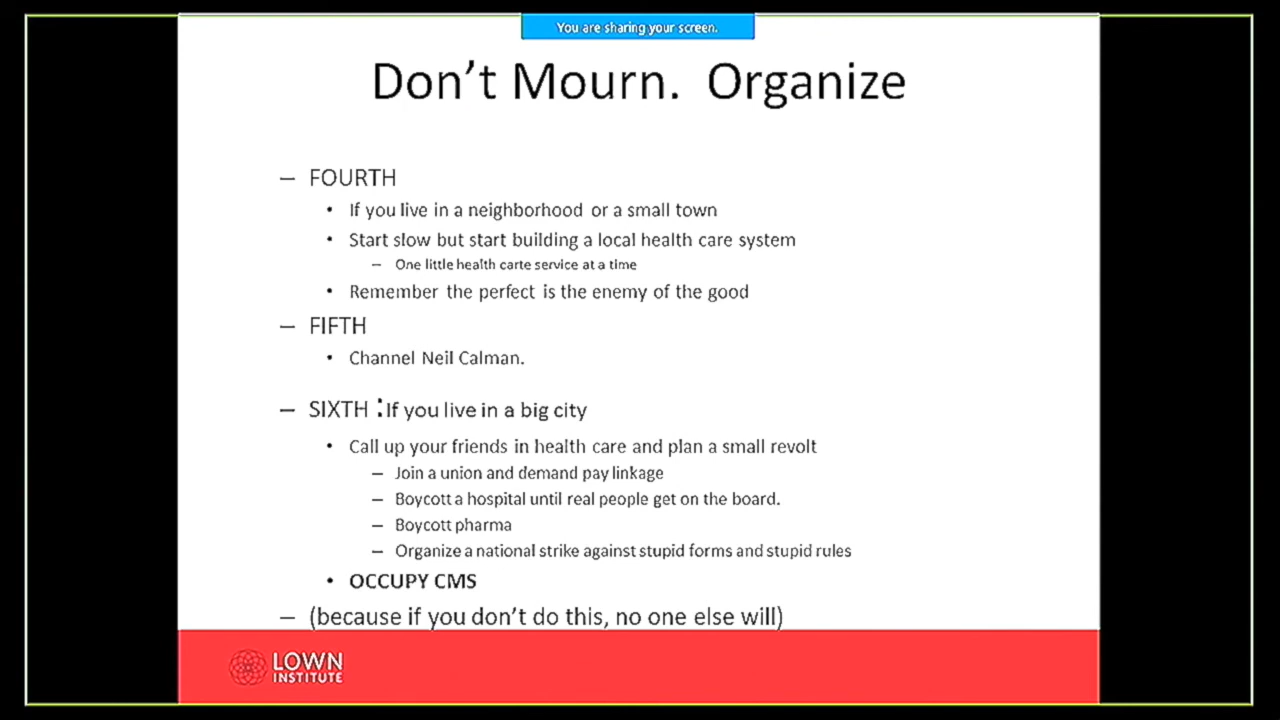 You are sharing your screen.
Don’t Mourn. Organize
– FOURTH
• If you live in a neighborhood or a small town
• Start slow but start building a local health care system
– One little health carte service at a time
• Remember the perfect is the enemy of the good
– FIFTH
• Channel Neil Calman.
– SIXTH :If you live in a big city
• Call up your friends in health care and plan a small revolt
– Join a union and demand pay linkage
– Boycott a hospital until real people get on the board.
– Boycott pharma
– Organize a national strike against stupid forms and stupid rules
• OCCUPY CMS
– (because if you don’t do this, no one else will)
LOWN
INSTITUTE